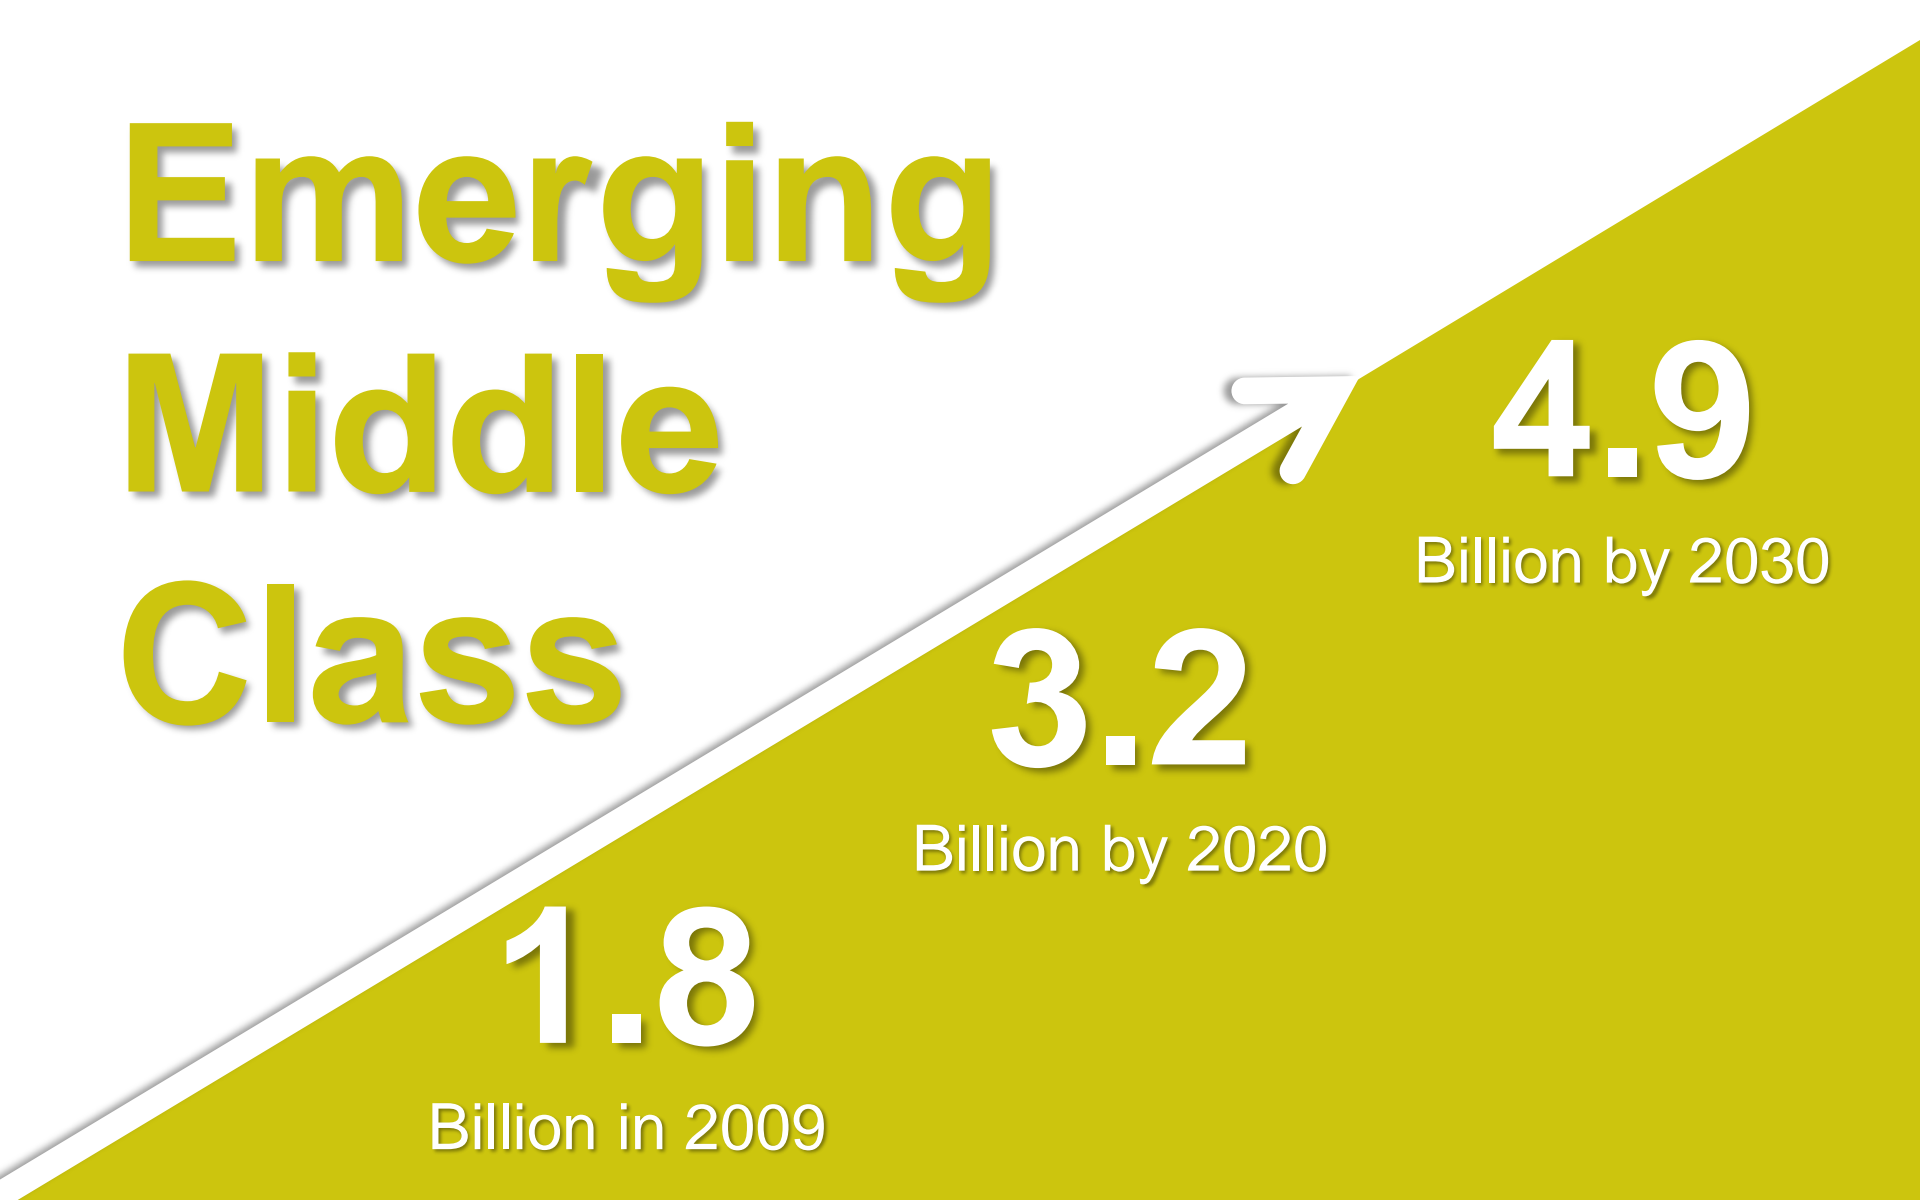 Emerging
Middle
Class
4.9
Billion by 2030
3.2
Billion by 2020
1.8
Billion in 2009